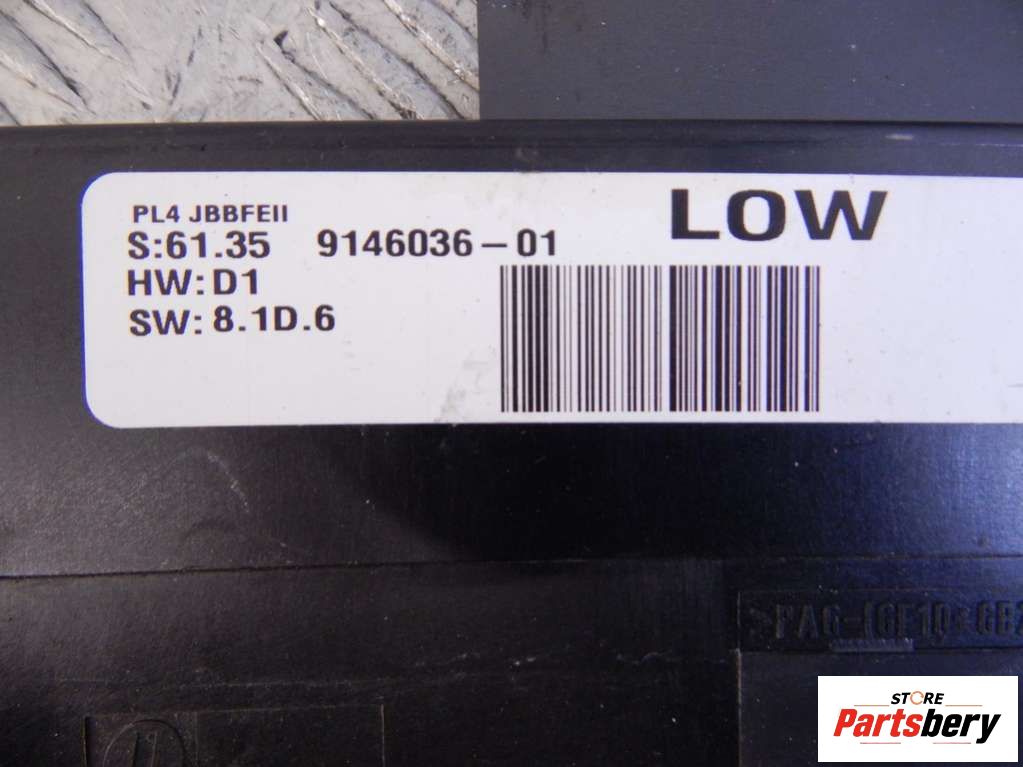 LOW
PL4 JBBFEII
S:61.35 9146036-01
HW:D1
SW: 8.1D.6
STORE
Partsbery